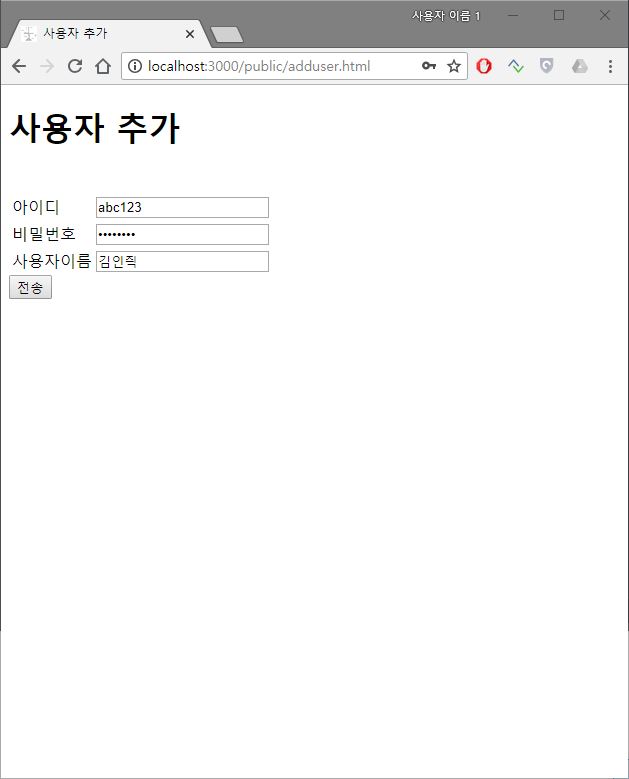 사용자 이름 1
사용자 추가
localhost:3000/public/adduser.html
사용자 추가
아이디 abc123
비밀번호 ••••••••
사용자이름 김인직
전송